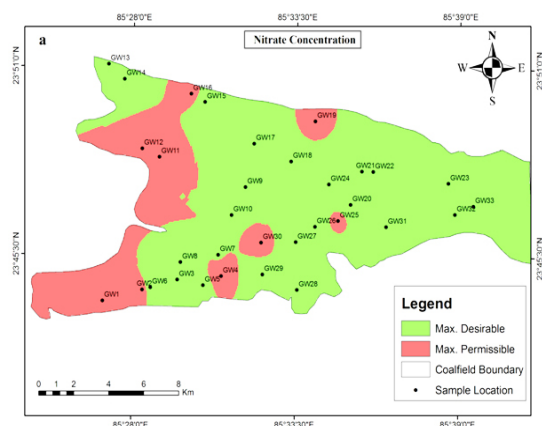 85°28'0"E 85°33'30"E 85°39'0"E
a Nitrate Concentration
N
W E
S
23°51'0"N 23°51'0"N
GW13
GW14
GW16
GW15
GW19
GW12
GW11
GW17
GW18
GW21 GW22
GW24
GW23
GW9
GW20
GW33
GW10
GW32
GW25
GW26
GW31
GW30
GW27
23°45'30"N 23°45'30"N
GW7
GW8
GW4
GW29
GW3
GW6
GW28
GW1
Legend
Max. Desirable
Max. Permissible
Coalfield Boundary
Sample Location
0 1 2 4 6 8
Km
85°28'0"E 85°33'30"E 85°39'0"E